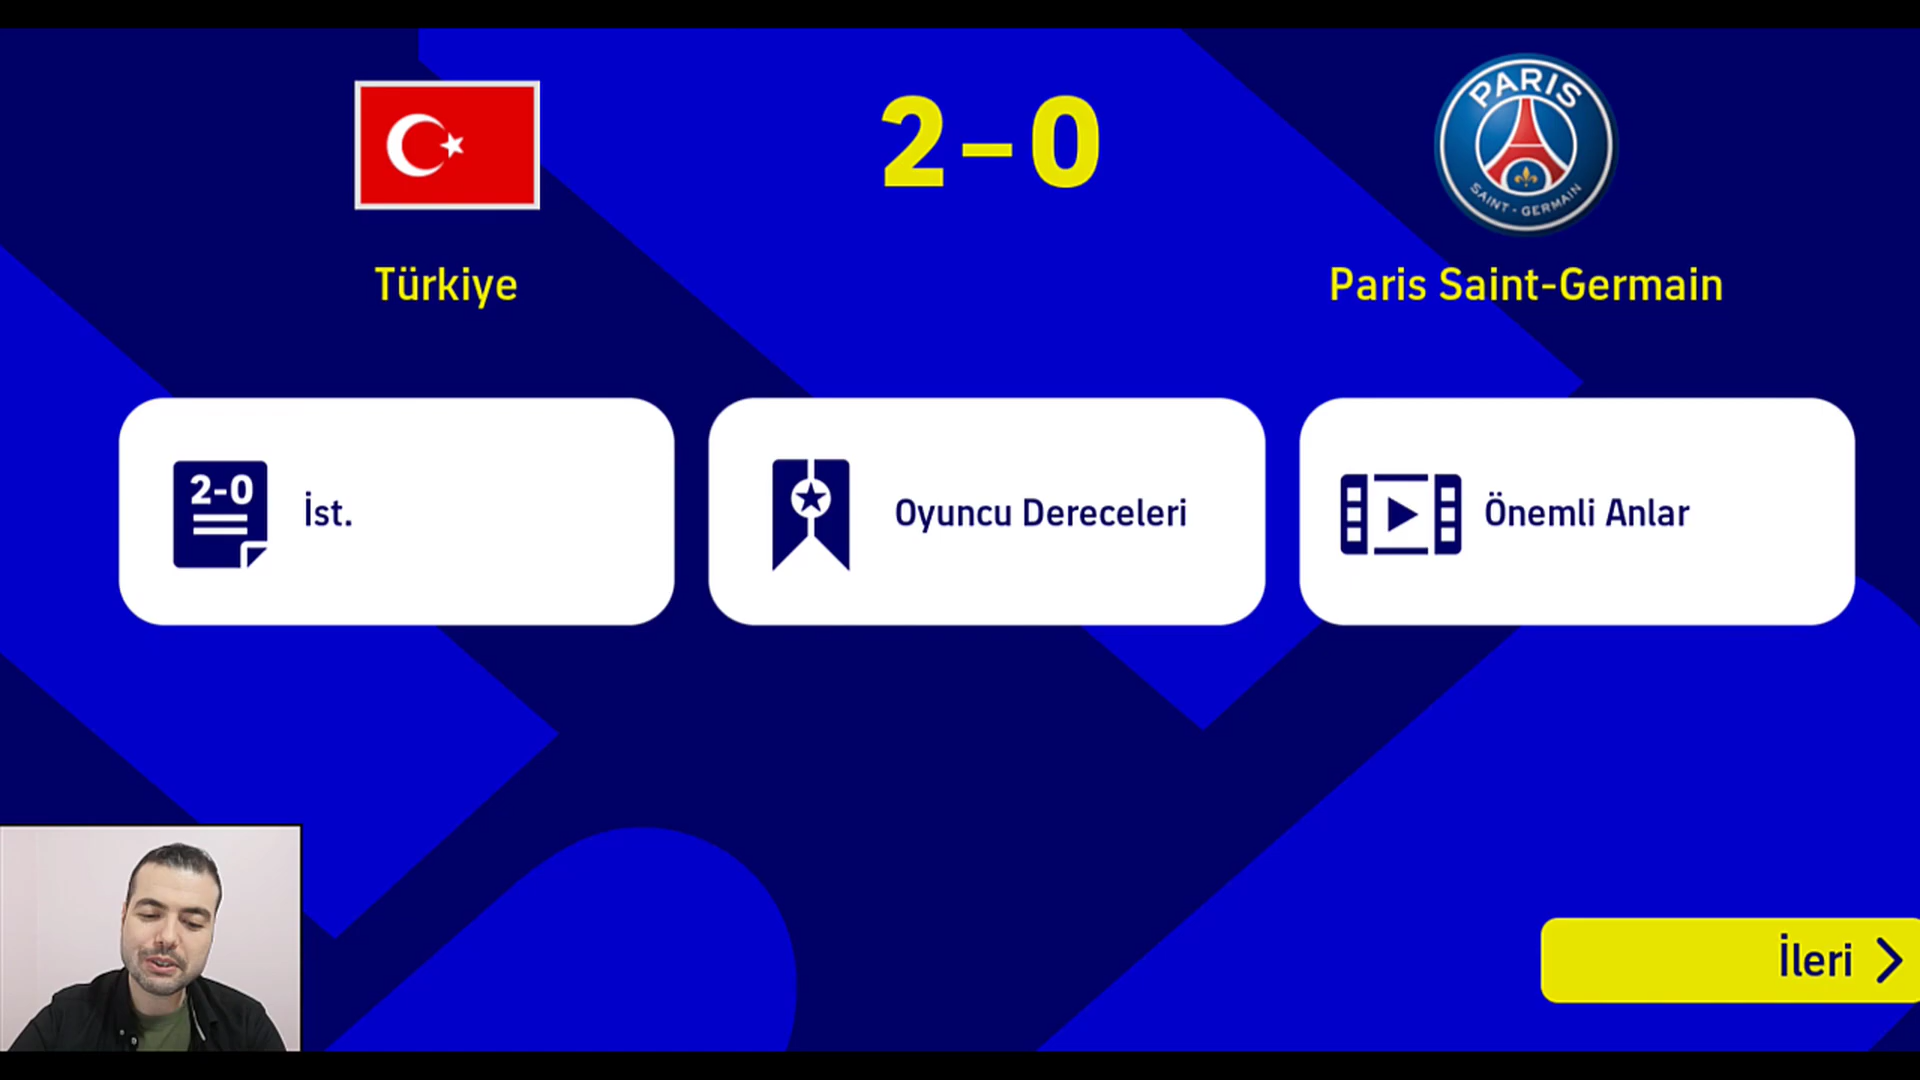 2-0
PARIS
SAINT-GERMAIN
Türkiye
Paris Saint-Germain
2-0
İst.
Oyuncu Dereceleri
Önemli Anlar
İleri